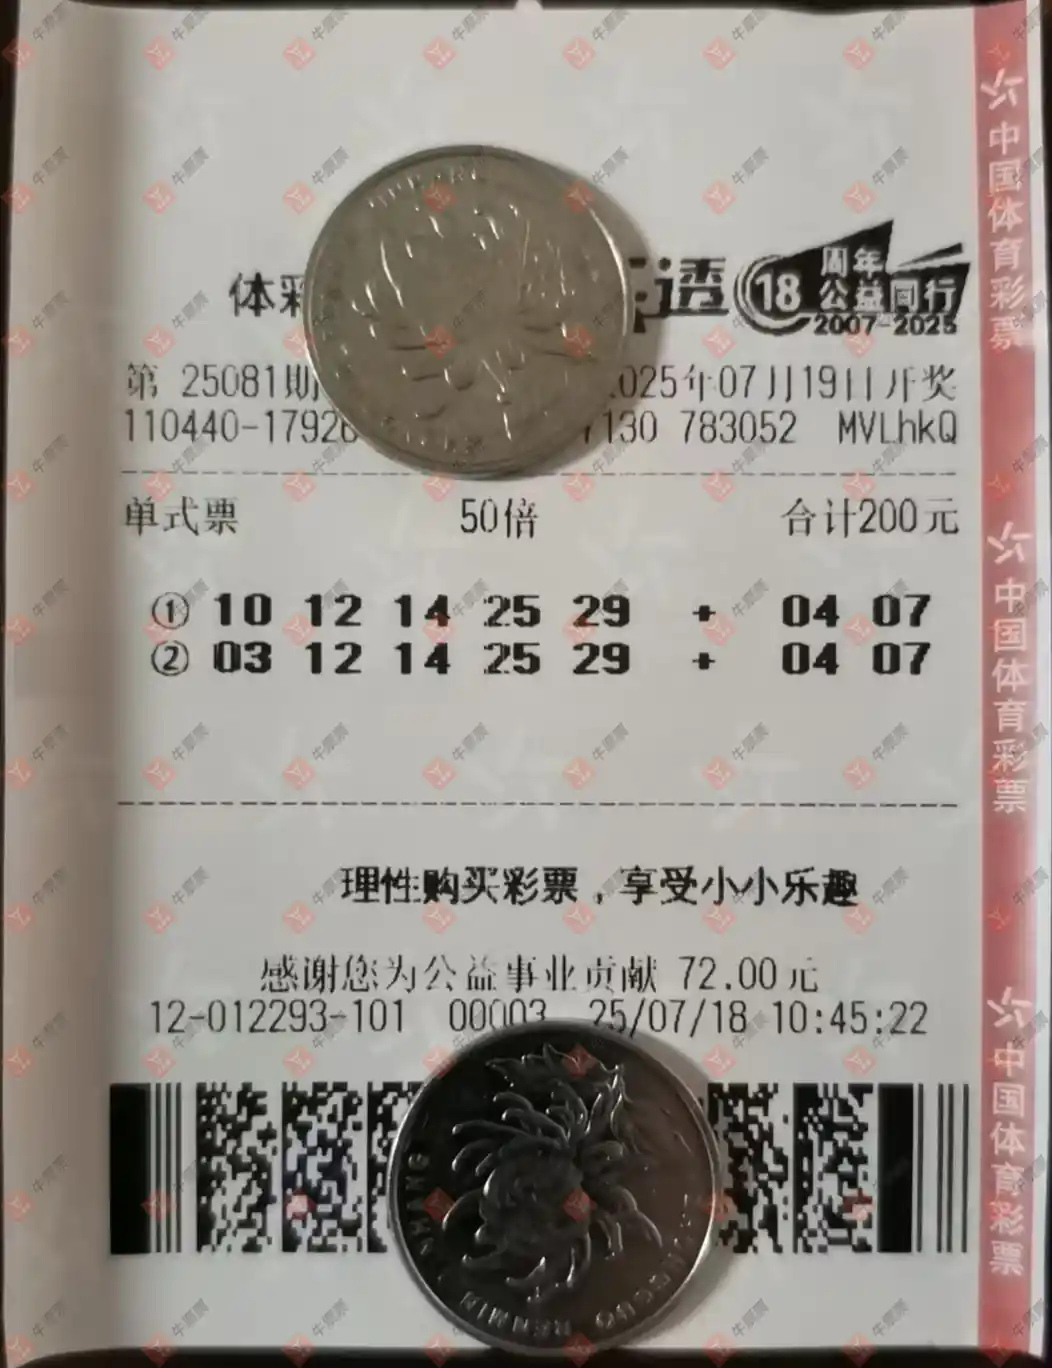 体彩 透 18 周年 公益同行 2007-2025
第 25081期 025年07月19日开奖
110440-17926 7130 783052 MVLhkQ
单式票 50倍 合计200元
① 10 12 14 25 29 + 04 07
② 03 12 14 25 29 + 04 07
理性购买彩票，享受小小乐趣
感谢您为公益事业贡献 72.00元
12-012293-101 00003 25/07/18 10:45:22
RENMIN
中国体育彩票
中国体育彩票
中国体育彩票
牛票票